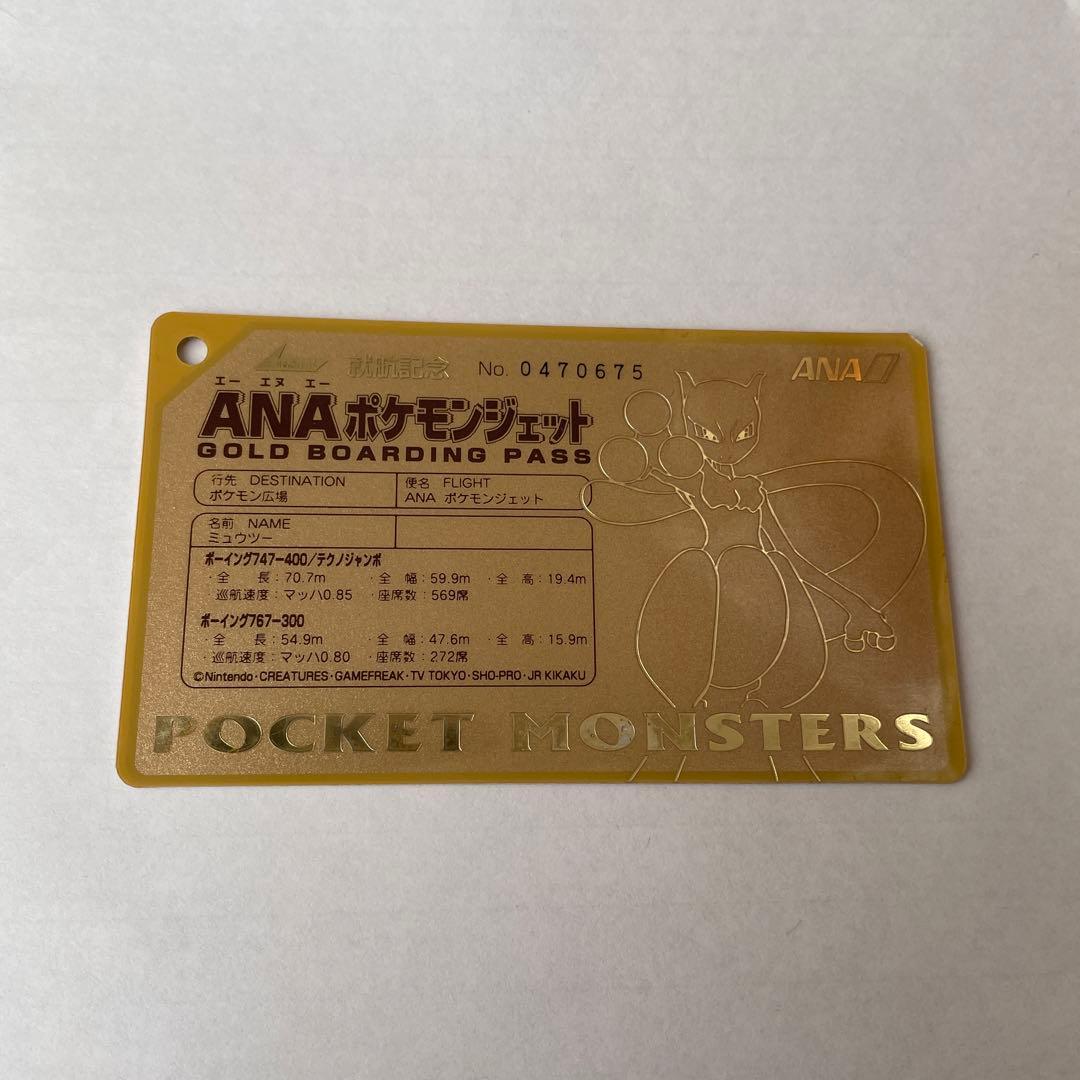 就航記念 No. 0470675 ANA
エー エヌ エー
ANAポケモンジェット
GOLD BOARDING PASS
行先 DESTINATION
ポケモン広場
便名 FLIGHT
ANA ポケモンジェット
名前 NAME
ミュウツー
ボーイング747-400/テクノジャンボ
・全 長:70.7m ・全 幅:59.9m ・全 高:19.4m
・巡航速度:マッハ0.85 ・座席数:569席
ボーイング767-300
・全 長:54.9m ・全 幅:47.6m ・全 高:15.9m
・巡航速度:マッハ0.80 ・座席数:272席
©Nintendo・CREATURES・GAMEFREAK・TV TOKYO・SHO-PRO・JR KIKAKU
POCKET MONSTERS